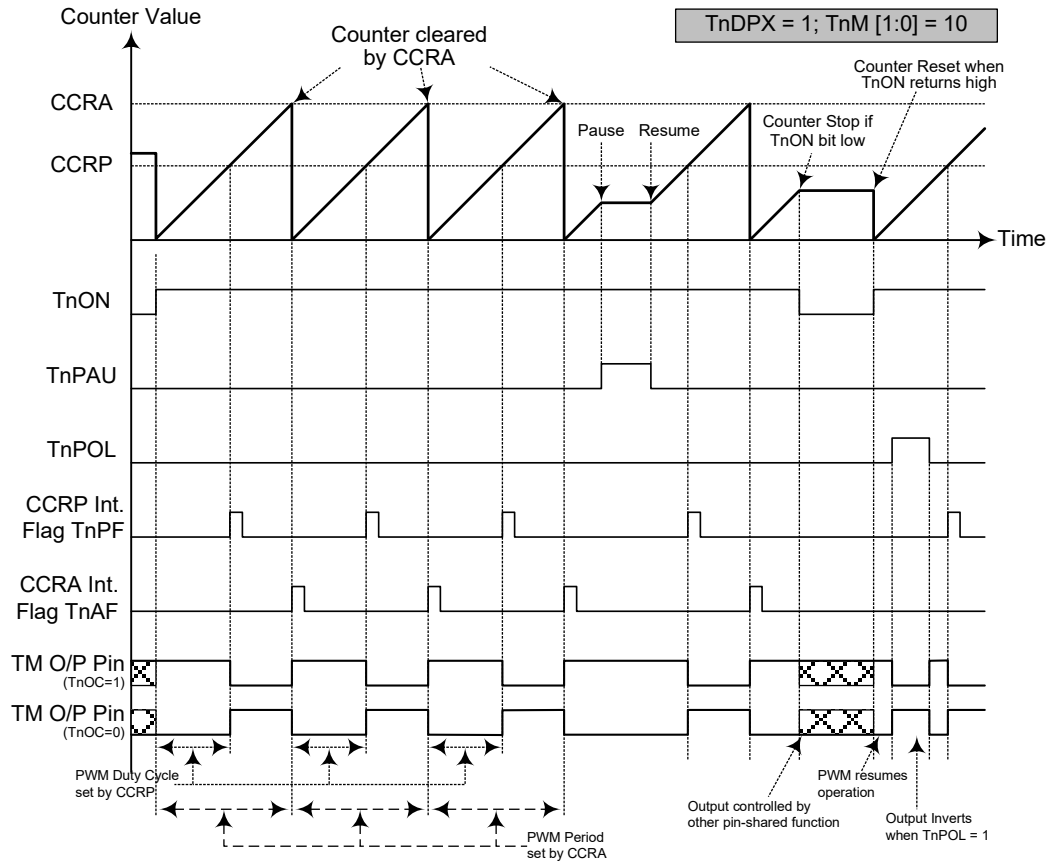 Counter Value
TnDPX = 1; TnM [1:0] = 10
Counter cleared
by CCRA
Counter Reset when
TnON returns high
CCRA
Pause
Resume
Counter Stop if
TnON bit low
CCRP
Time
TnON
TnPAU
TnPOL
CCRP Int.
Flag TnPF
CCRA Int.
Flag TnAF
TM O/P Pin
(TnOC=1)
TM O/P Pin
(TnOC=0)
PWM Duty Cycle
set by CCRP
PWM resumes
operation
Output controlled by
other pin-shared function
Output Inverts
when TnPOL = 1
PWM Period
set by CCRA